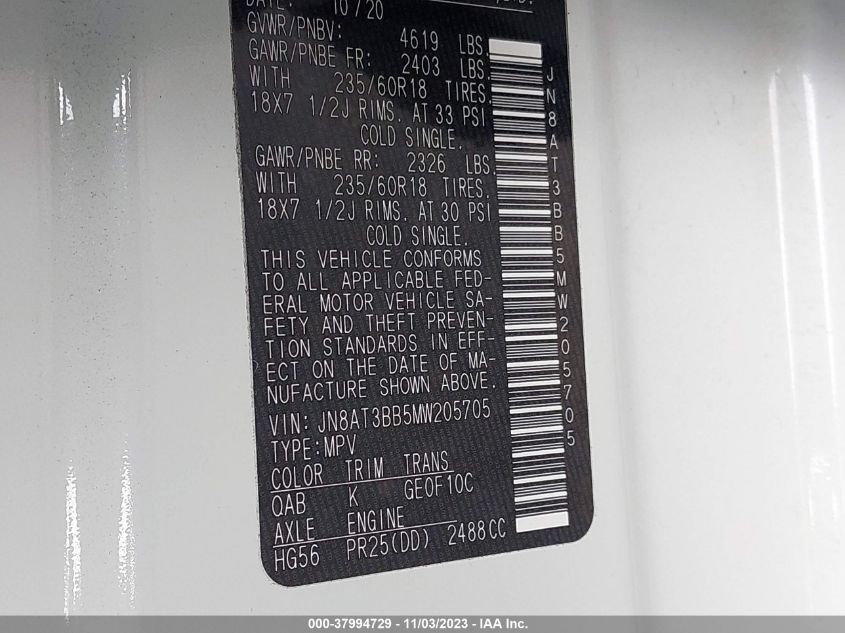 DATE: 10/20
GVWR/PNBV: 4619 LBS.
GAWR/PNBE FR: 2403 LBS.
WITH 235/60R18 TIRES.
18X7 1/2J RIMS. AT 33 PSI
COLD SINGLE.
GAWR/PNBE RR: 2326 LBS.
WITH 235/60R18 TIRES.
18X7 1/2J RIMS. AT 30 PSI
COLD SINGLE.
THIS VEHICLE CONFORMS
TO ALL APPLICABLE FED-
ERAL MOTOR VEHICLE SA-
FETY AND THEFT PREVEN-
TION STANDARDS IN EFF-
ECT ON THE DATE OF MA-
NUFACTURE SHOWN ABOVE.
VIN: JN8AT3BB5MW205705
TYPE:MPV
COLOR TRIM TRANS
QAB K GE0F10C
AXLE ENGINE
HG56 PR25(DD) 2488CC
JN8AT3BB5MW205705
000-37994729 - 11/03/2023 - IAA Inc.